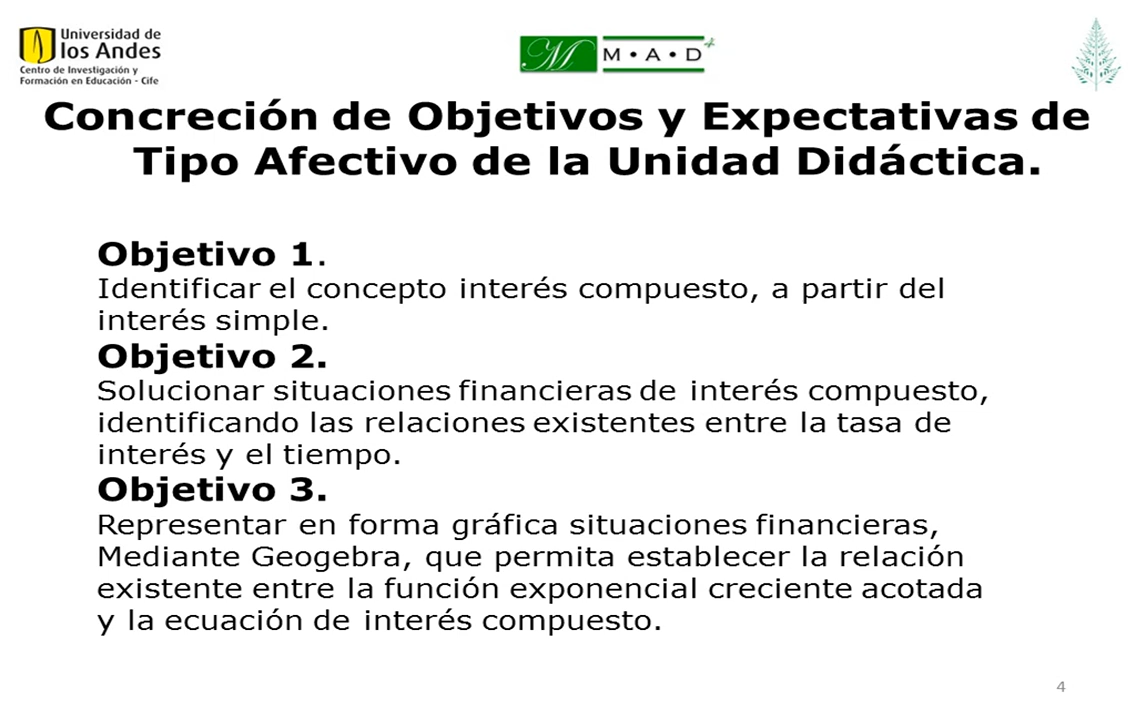 Universidad de
los Andes
Centro de Investigación y
Formación en Educación - Cife
M M•A•D+
Concreción de Objetivos y Expectativas de
Tipo Afectivo de la Unidad Didáctica.
Objetivo 1.
Identificar el concepto interés compuesto, a partir del
interés simple.
Objetivo 2.
Solucionar situaciones financieras de interés compuesto,
identificando las relaciones existentes entre la tasa de
interés y el tiempo.
Objetivo 3.
Representar en forma gráfica situaciones financieras,
Mediante Geogebra, que permita establecer la relación
existente entre la función exponencial creciente acotada
y la ecuación de interés compuesto.
4